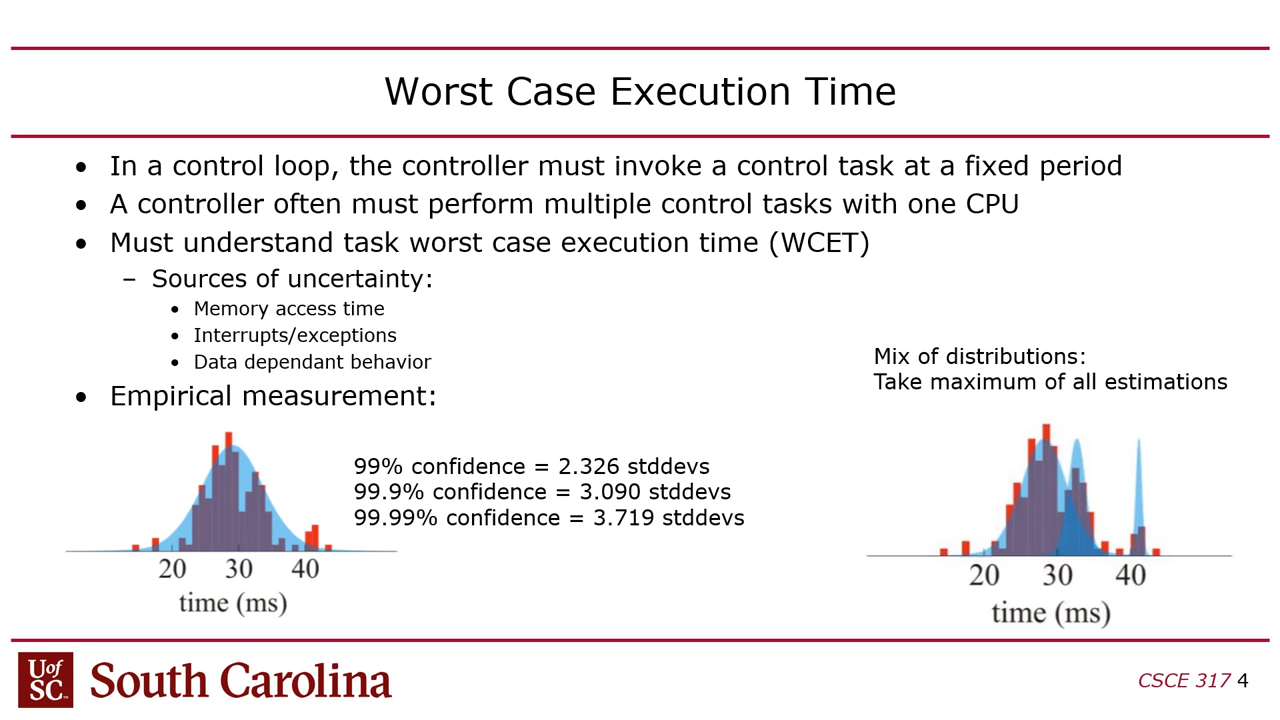 Worst Case Execution Time
• In a control loop, the controller must invoke a control task at a fixed period
• A controller often must perform multiple control tasks with one CPU
• Must understand task worst case execution time (WCET)
– Sources of uncertainty:
• Memory access time
• Interrupts/exceptions
• Data dependant behavior
• Empirical measurement:
99% confidence = 2.326 stddevs
99.9% confidence = 3.090 stddevs
99.99% confidence = 3.719 stddevs
20 30 40
time (ms)
Mix of distributions:
Take maximum of all estimations
20 30 40
time (ms)
U of SC
South Carolina
CSCE 317 4